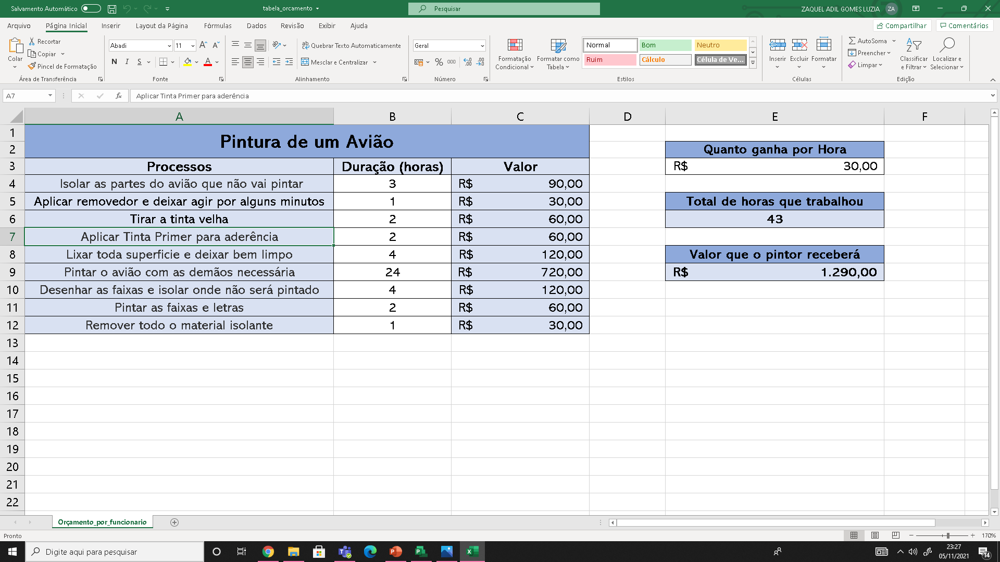 Salvamento Automático
tabela_orcamento
Pesquisar
ZAQUEL ADIL GOMES LUZIA ZA
Arquivo Página Inicial Inserir Layout da Página Fórmulas Dados Revisão Exibir Ajuda Compartilhar Comentários
Colar
Recortar
Copiar
Pincel de Formatação
Área de Transferência
Abadi 11
N I S
Fonte
Quebrar Texto Automaticamente
Mesclar e Centralizar
Alinhamento
Geral
% 000
Número
Formatação Condicional
Formatar como Tabela
Normal Bom Neutro
Ruim Cálculo Célula de Ve...
Estilos
Inserir Excluir Formatar
Células
AutoSoma
Preencher
Limpar
Classificar e Filtrar
Localizar e Selecionar
Edição
A7 fx Aplicar Tinta Primer para aderência
A B C D E F
1 Pintura de um Avião
2 Quanto ganha por Hora
3 Processos Duração (horas) Valor R$ 30,00
4 Isolar as partes do avião que não vai pintar 3 R$ 90,00
5 Aplicar removedor e deixar agir por alguns minutos 1 R$ 30,00 Total de horas que trabalhou
6 Tirar a tinta velha 2 R$ 60,00 43
7 Aplicar Tinta Primer para aderência 2 R$ 60,00
8 Lixar toda superficie e deixar bem limpo 4 R$ 120,00 Valor que o pintor receberá
9 Pintar o avião com as demãos necessária 24 R$ 720,00 R$ 1.290,00
10 Desenhar as faixas e isolar onde não será pintado 4 R$ 120,00
11 Pintar as faixas e letras 2 R$ 60,00
12 Remover todo o material isolante 1 R$ 30,00
13
14
15
16
17
18
19
20
21
22
Orçamento_por_funcionario
Pronto 170%
Digite aqui para pesquisar
23:27
05/11/2021
14